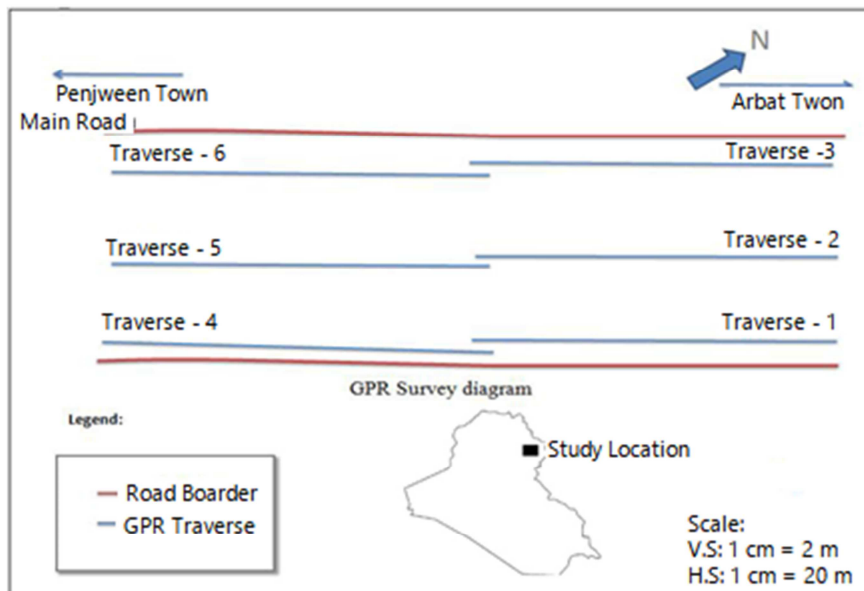 N
Penjween Town
Arbat Twon
Main Road
Traverse - 6
Traverse -3
Traverse - 5
Traverse - 2
Traverse - 4
Traverse - 1
GPR Survey diagram
Legend:
Study Location
Road Boarder
GPR Traverse
Scale:
V.S: 1 cm = 2 m
H.S: 1 cm = 20 m